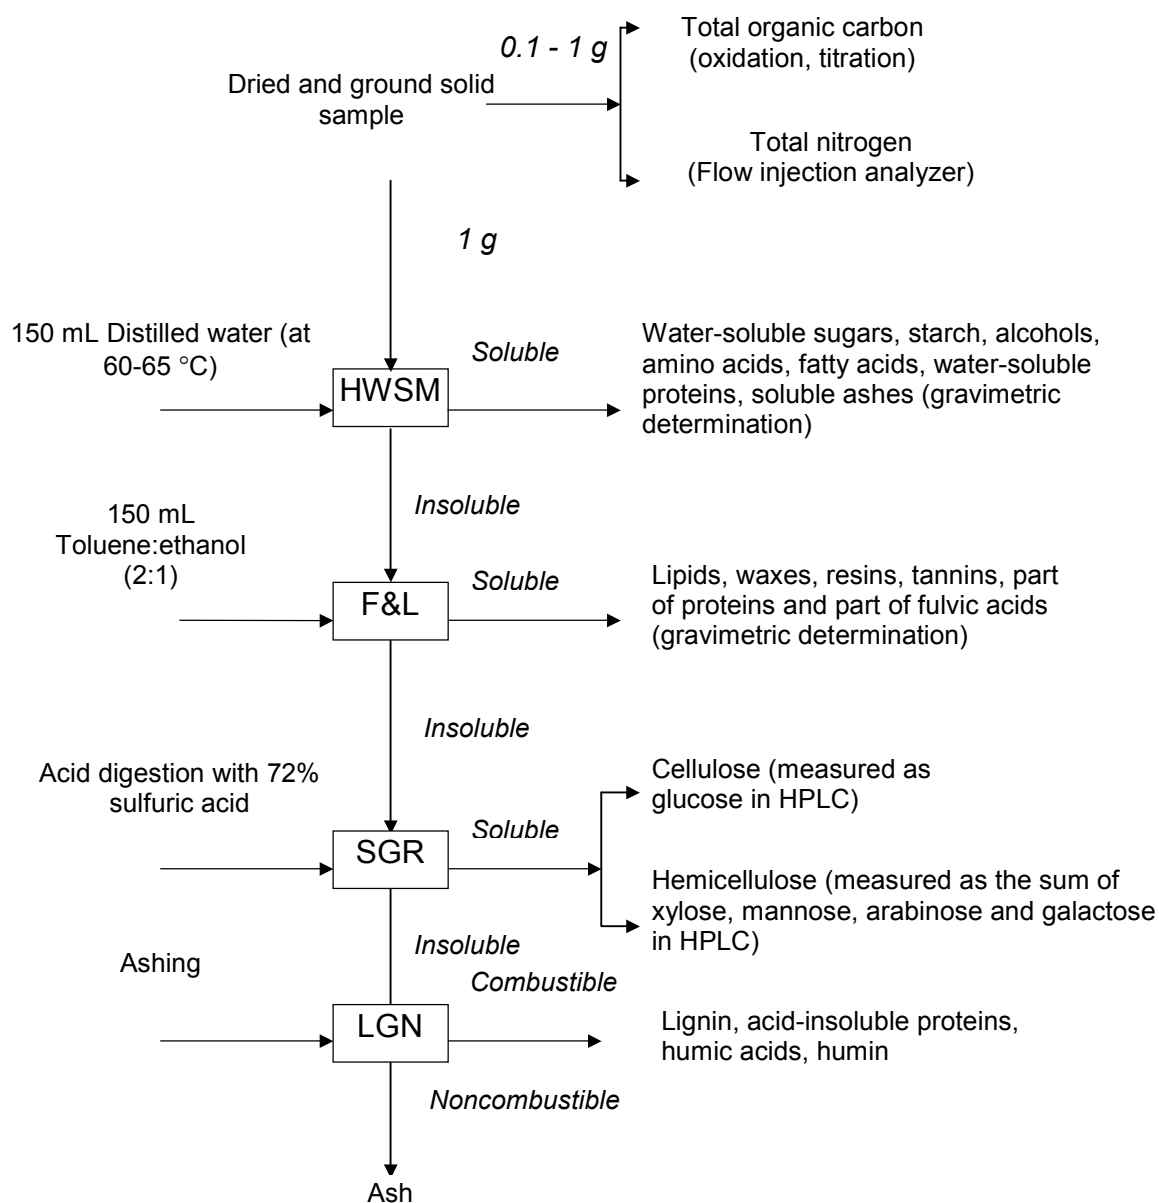 Total organic carbon
(oxidation, titration)
0.1 - 1 g
Dried and ground solid
sample
Total nitrogen
(Flow injection analyzer)
1 g
150 mL Distilled water (at
60-65 °C)
Soluble
Water-soluble sugars, starch, alcohols,
amino acids, fatty acids, water-soluble
proteins, soluble ashes (gravimetric
determination)
HWSM
Insoluble
150 mL
Toluene:ethanol
(2:1)
Soluble
Lipids, waxes, resins, tannins, part
of proteins and part of fulvic acids
(gravimetric determination)
F&L
Insoluble
Acid digestion with 72%
sulfuric acid
Cellulose (measured as
glucose in HPLC)
Soluble
SGR
Hemicellulose (measured as the sum of
xylose, mannose, arabinose and galactose
in HPLC)
Insoluble
Ashing
Combustible
LGN
Lignin, acid-insoluble proteins,
humic acids, humin
Noncombustible
Ash